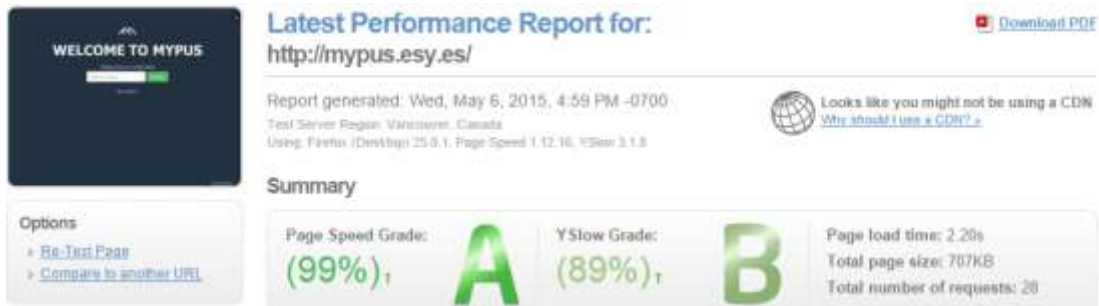 WELCOME TO MYPUS
Latest Performance Report for:
http://mypus.esy.es/
Download PDF
Report generated: Wed, May 6, 2015, 4:59 PM -0700
Test Server Region: Vancouver, Canada
Using: Firefox (Desktop) 25.0.1, Page Speed 1.12.16, YSlow 3.1.8
Looks like you might not be using a CDN
Why should I use a CDN? »
Summary
Options
» Re-Test Page
» Compare to another URL
Page Speed Grade:
(99%)↑
A
YSlow Grade:
(89%)↑
B
Page load time: 2.20s
Total page size: 707KB
Total number of requests: 28